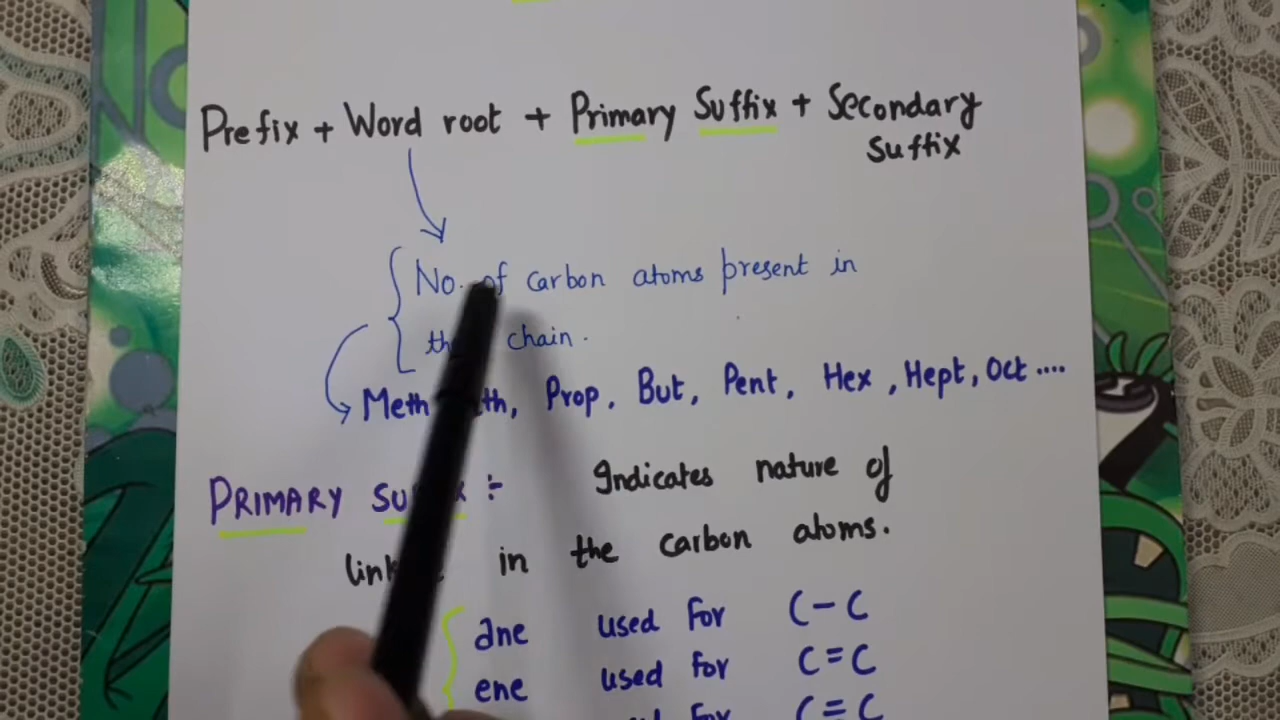 Prefix + Word root + Primary Suffix + Secondary
Suffix
No. of carbon atoms present in
chain.
Meth, Prop, But, Pent, Hex, Hept, Oct ....
PRIMARY :- Indicates nature of
in the carbon atoms.
ane used for C-C
ene used for C=C
for C≡C